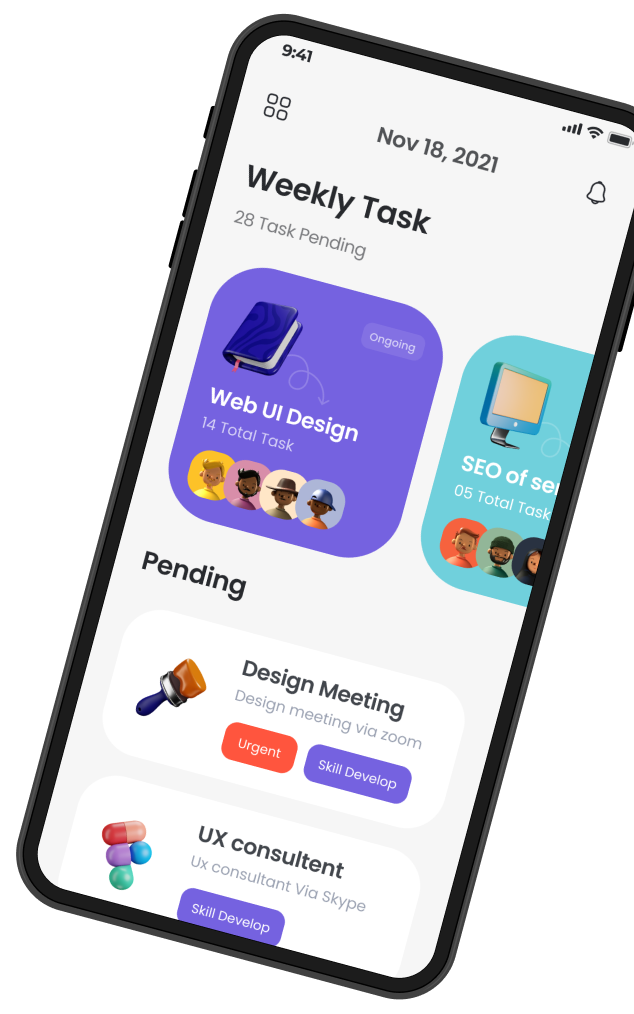 9:41
Nov 18, 2021
Weekly Task
28 Task Pending
Ongoing
Web UI Design
14 Total Task
SEO of
05 Total Task
Pending
Design Meeting
Design meeting via zoom
Urgent
Skill Develop
UX consultent
Ux consultant Via Skype
Skill Develop